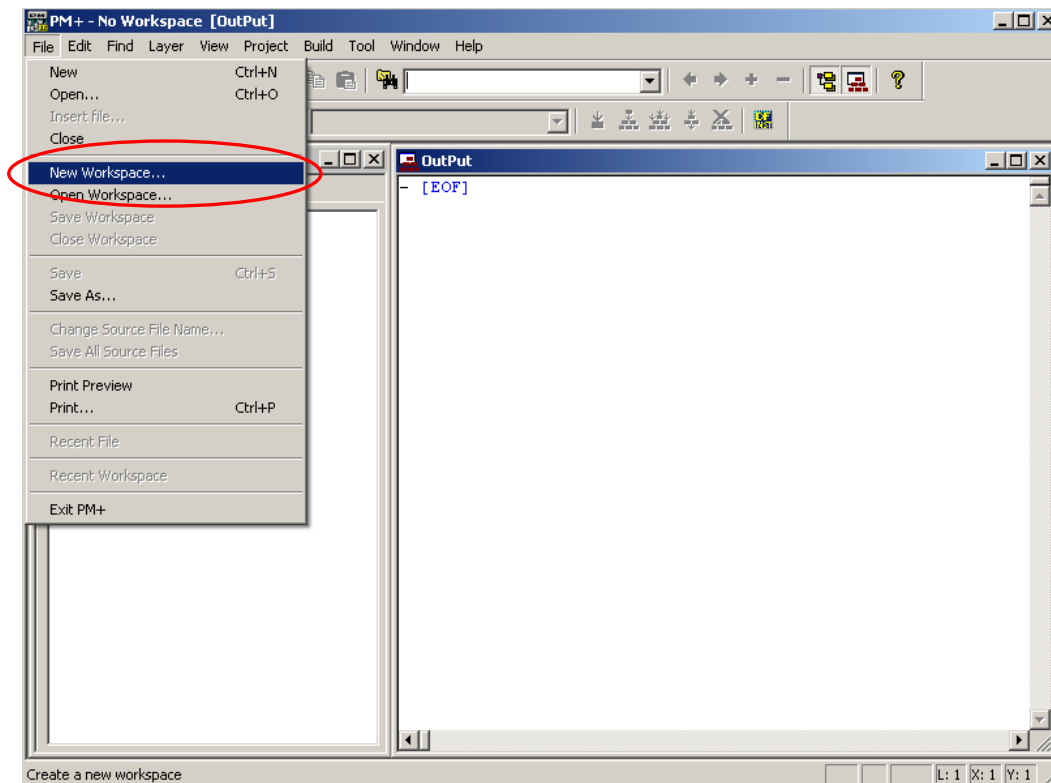 PM+ - No Workspace [OutPut]
File Edit Find Layer View Project Build Tool Window Help
New Ctrl+N
Open... Ctrl+O
Insert file...
Close
New Workspace...
Open Workspace...
Save Workspace
Close Workspace
Save Ctrl+S
Save As...
Change Source File Name...
Save All Source Files
Print Preview
Print... Ctrl+P
Recent File
Recent Workspace
Exit PM+
OutPut
[EOF]
Create a new workspace
L: 1 X: 1 Y: 1